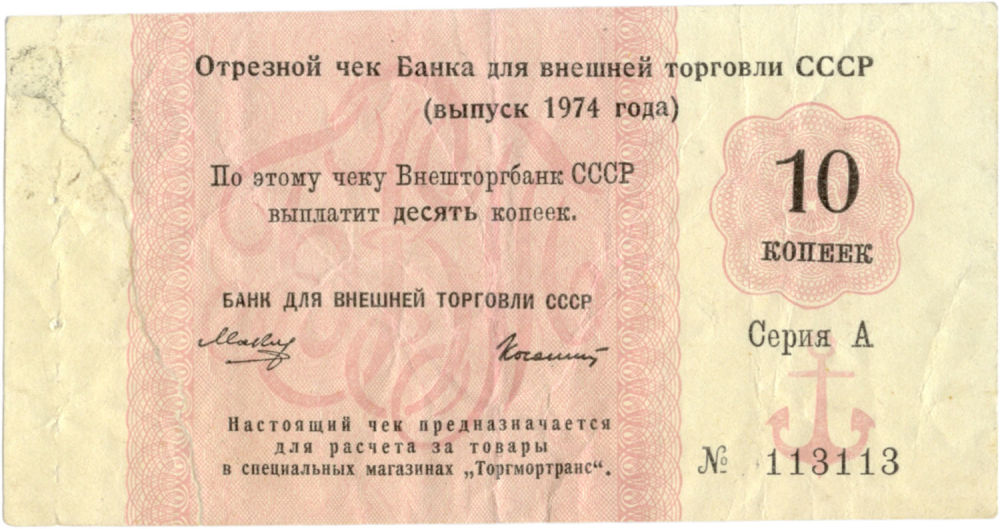 Отрезной чек Банка для внешней торговли СССР
(выпуск 1974 года)
По этому чеку Внешторгбанк СССР
выплатит десять копеек.
10
КОПЕЕК
БАНК ДЛЯ ВНЕШНЕЙ ТОРГОВЛИ СССР
Серия А
Настоящий чек предназначается
для расчета за товары
в специальных магазинах „Торгмортранс“.
№ 113113